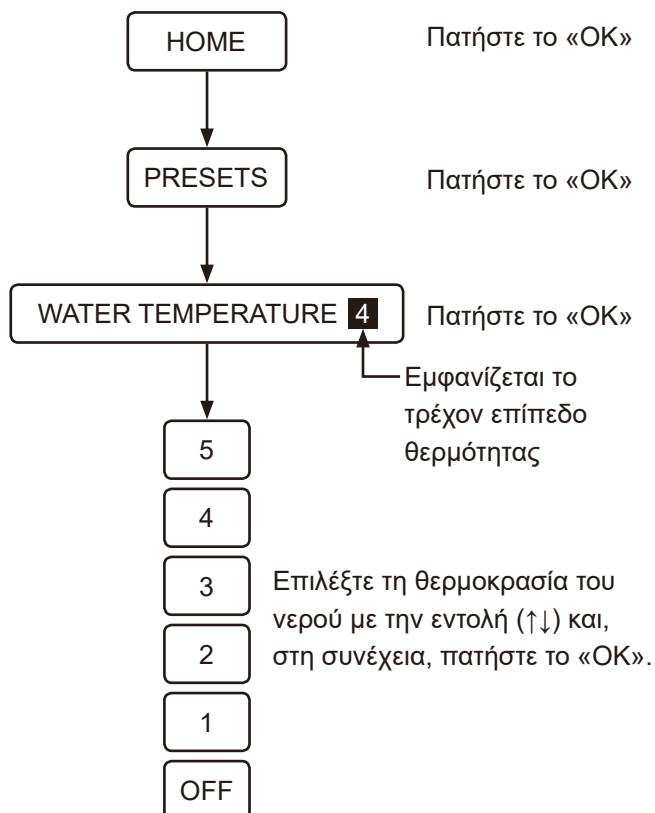 HOME
Πατήστε το «OK»
PRESETS
Πατήστε το «OK»
WATER TEMPERATURE 4
Πατήστε το «OK»
Εμφανίζεται το
τρέχον επίπεδο
θερμότητας
5
4
3
Επιλέξτε τη θερμοκρασία του
νερού με την εντολή (↑↓) και,
στη συνέχεια, πατήστε το «OK».
2
1
OFF